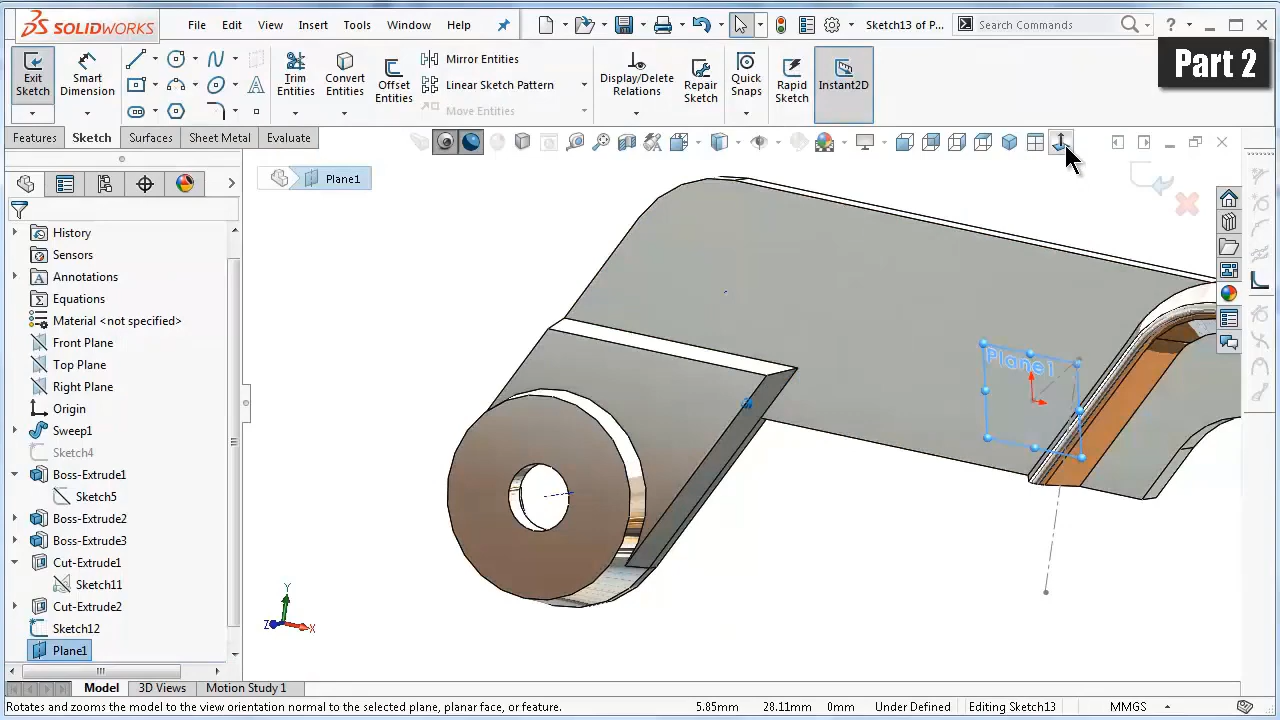 SOLIDWORKS
File Edit View Insert Tools Window Help
Sketch13 of P...
Search Commands
?
Part 2
Exit Sketch
Smart Dimension
Trim Entities
Convert Entities
Offset Entities
Mirror Entities
Linear Sketch Pattern
Move Entities
Display/Delete Relations
Repair Sketch
Quick Snaps
Rapid Sketch
Instant2D
Features Sketch Surfaces Sheet Metal Evaluate
Plane1
History
Sensors
Annotations
Equations
Material <not specified>
Front Plane
Top Plane
Right Plane
Origin
Sweep1
Sketch4
Boss-Extrude1
Sketch5
Boss-Extrude2
Boss-Extrude3
Cut-Extrude1
Sketch11
Cut-Extrude2
Sketch12
Plane1
Plane1
Y
Z
X
Model 3D Views Motion Study 1
Rotates and zooms the model to the view orientation normal to the selected plane, planar face, or feature.
5.85mm 28.11mm 0mm Under Defined Editing Sketch13 MMGS